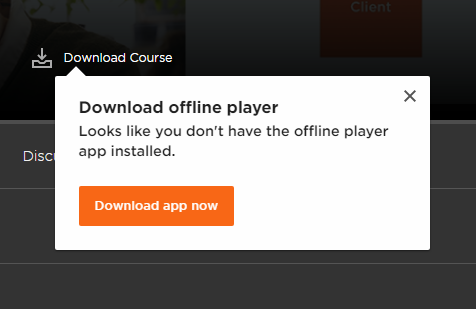 Client
Download Course
Download offline player
Looks like you don't have the offline player
app installed.
Download app now